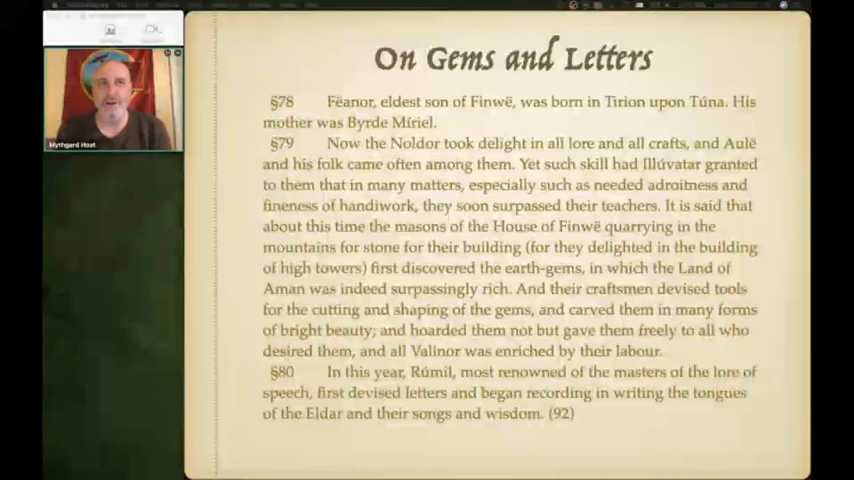 On Gems and Letters
§78 Fëanor, eldest son of Finwë, was born in Tirion upon Túna. His
mother was Byrde Míriel.
§79 Now the Noldor took delight in all lore and all crafts, and Aulë
and his folk came often among them. Yet such skill had Ilúvatar granted
to them that in many matters, especially such as needed adroitness and
fineness of handiwork, they soon surpassed their teachers. It is said that
about this time the masons of the House of Finwë quarrying in the
mountains for stone for their building (for they delighted in the building
of high towers) first discovered the earth-gems, in which the Land of
Aman was indeed surpassingly rich. And their craftsmen devised tools
for the cutting and shaping of the gems, and carved them in many forms
of bright beauty; and hoarded them not but gave them freely to all who
desired them, and all Valinor was enriched by their labour.
§80 In this year, Rúmil, most renowned of the masters of the lore of
speech, first devised letters and began recording in writing the tongues
of the Eldar and their songs and wisdom. (92)
Mythgard Host